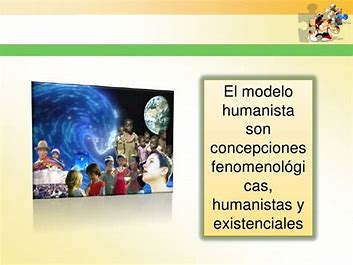 El modelo
humanista
son
concepciones
fenomenológi
cas,
humanistas y
existenciales